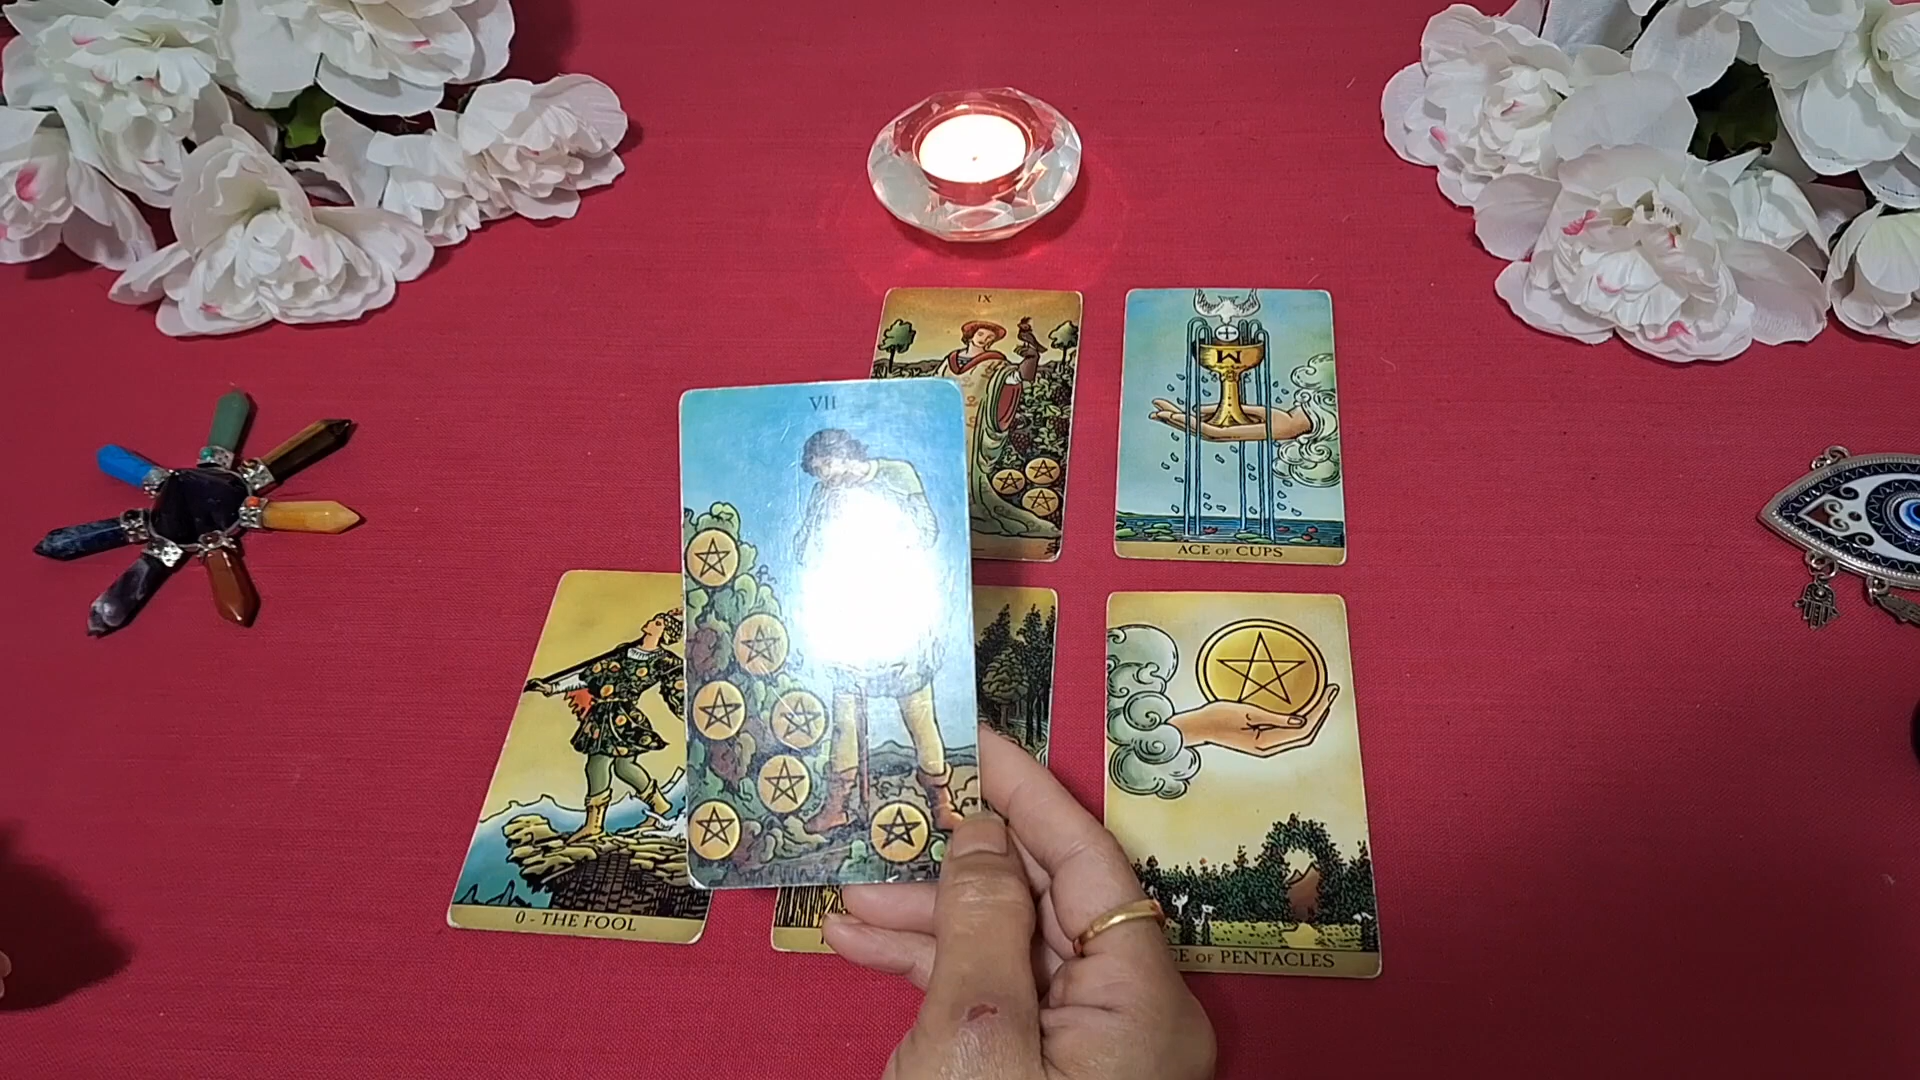 IX
ACE OF CUPS
VII
0 - THE FOOL
CE OF PENTACLES